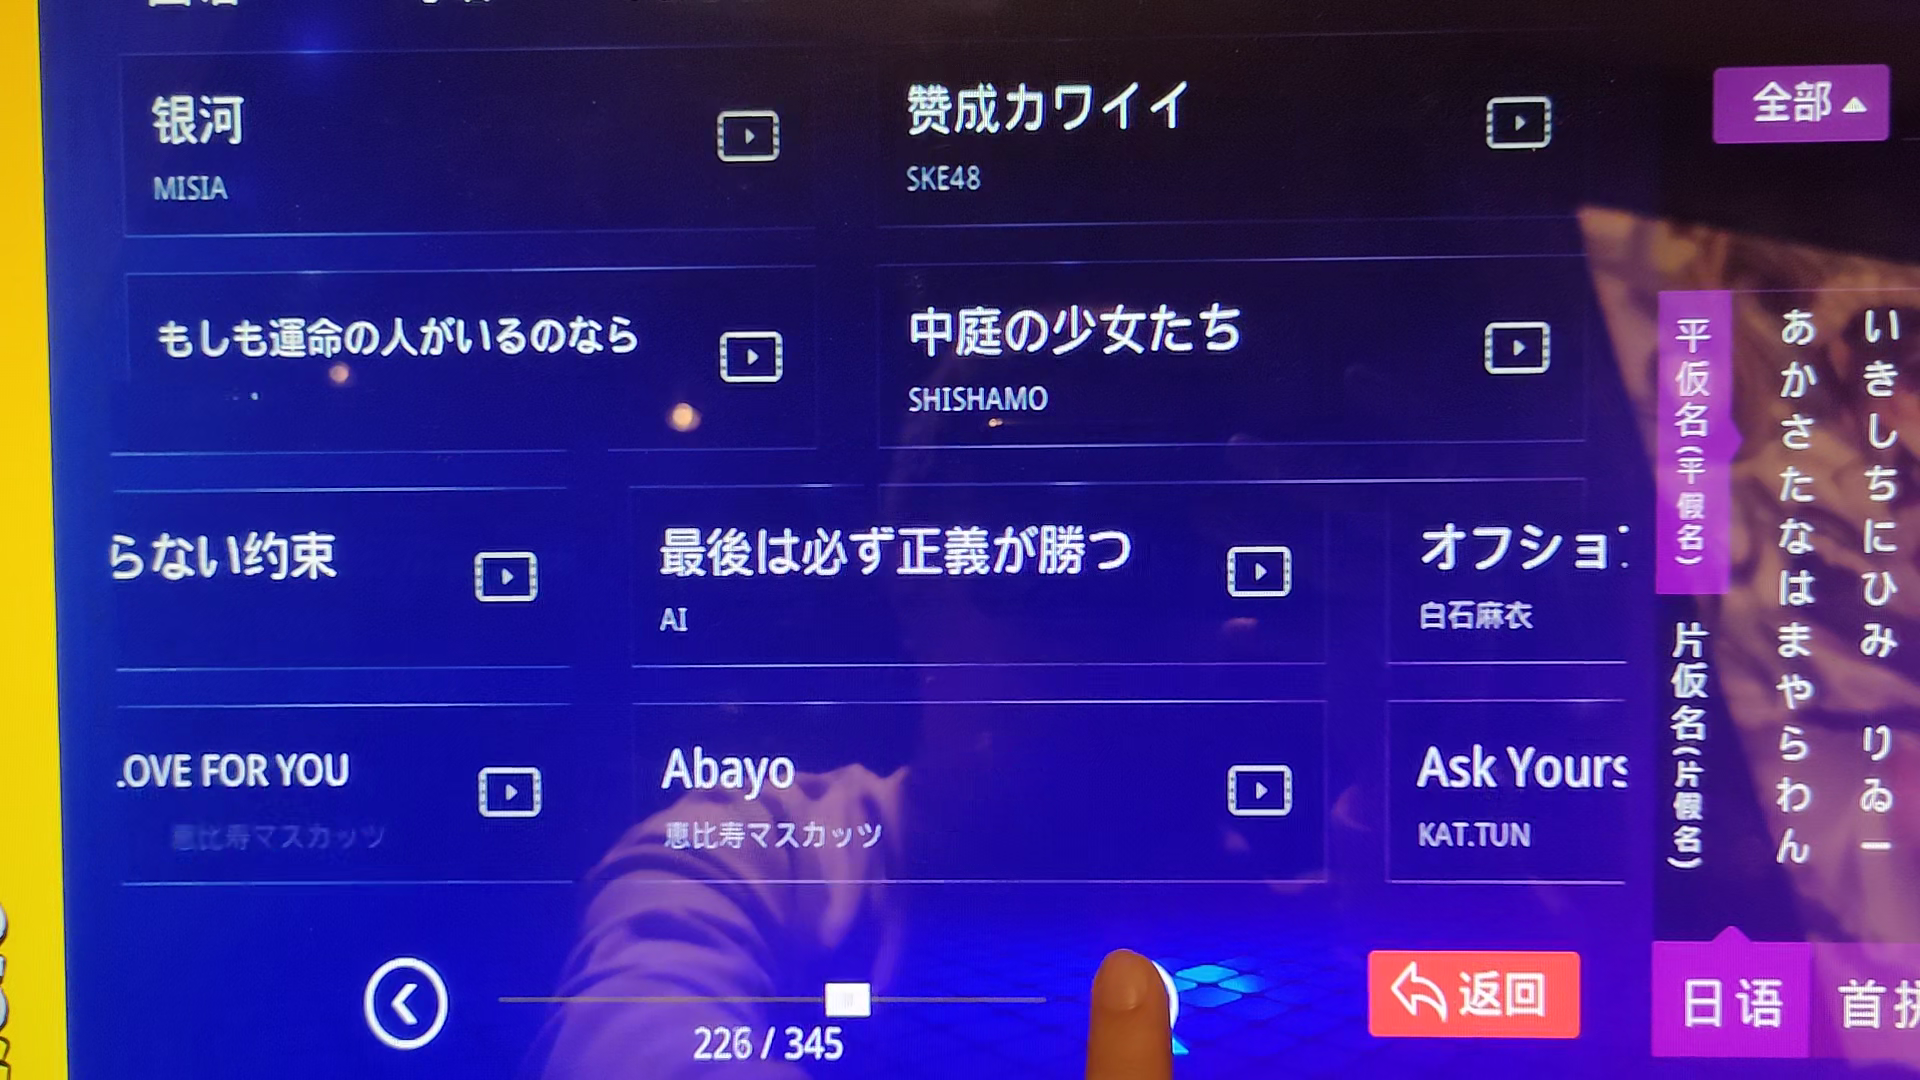 银河
MISIA
赞成カワイイ
SKE48
全部
もしも運命の人がいるのなら
中庭の少女たち
SHISHAMO
らない约束
最後は必ず正義が勝つ
AI
オフショ
白石麻衣
.OVE FOR YOU
恵比寿マスカッツ
Abayo
恵比寿マスカッツ
Ask Yours
KAT.TUN
平仮名(平假名)
片仮名(片假名)
あかさたなはまやらわん
いきしちにひみ りゐー
226 / 345
返回
日语
首拼